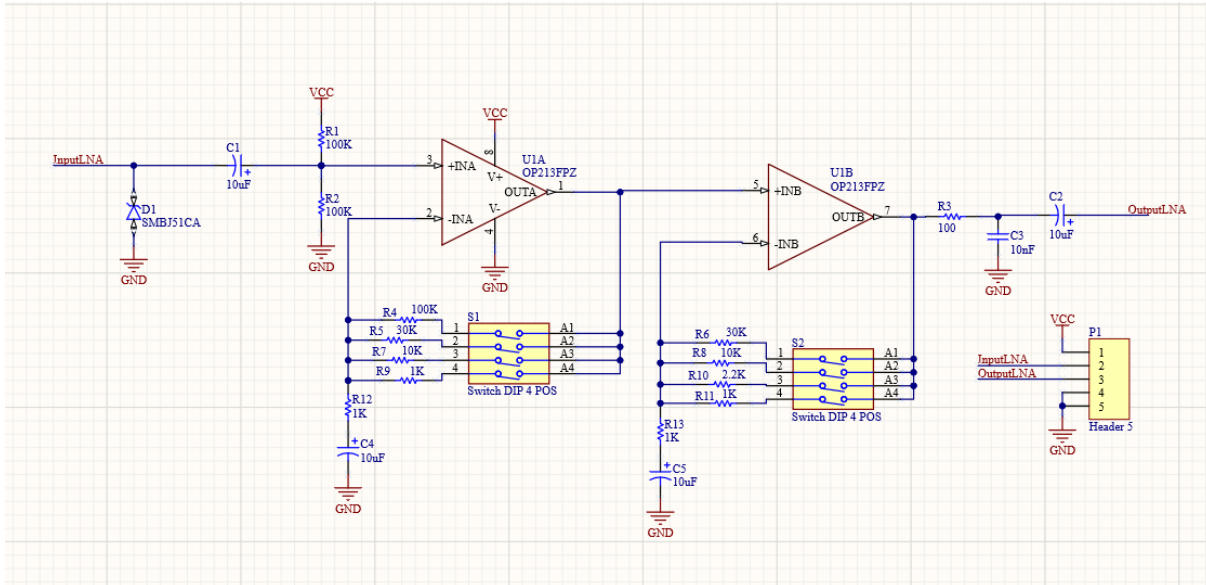 InputLNA
D1
SMBJ51CA
GND
C1
10uF
+
VCC
R1
100K
R2
100K
GND
VCC
8
V+
3
+INA
2
-INA
V-
4
GND
U1A
OP213FPZ
OUTA
1
R4
100K
R5
30K
R7
10K
R9
1K
S1
1
2
3
4
A1
A2
A3
A4
Switch DIP 4 POS
R12
1K
+
C4
10uF
GND
5
+INB
6
-INB
U1B
OP213FPZ
OUTB
7
R6
30K
R8
10K
R10
2.2K
R11
1K
S2
1
2
3
4
A1
A2
A3
A4
Switch DIP 4 POS
R13
1K
+
C5
10uF
GND
R3
100
C3
10nF
GND
C2
10uF
+
OutputLNA
VCC
P1
InputLNA
OutputLNA
1
2
3
4
5
GND
Header 5